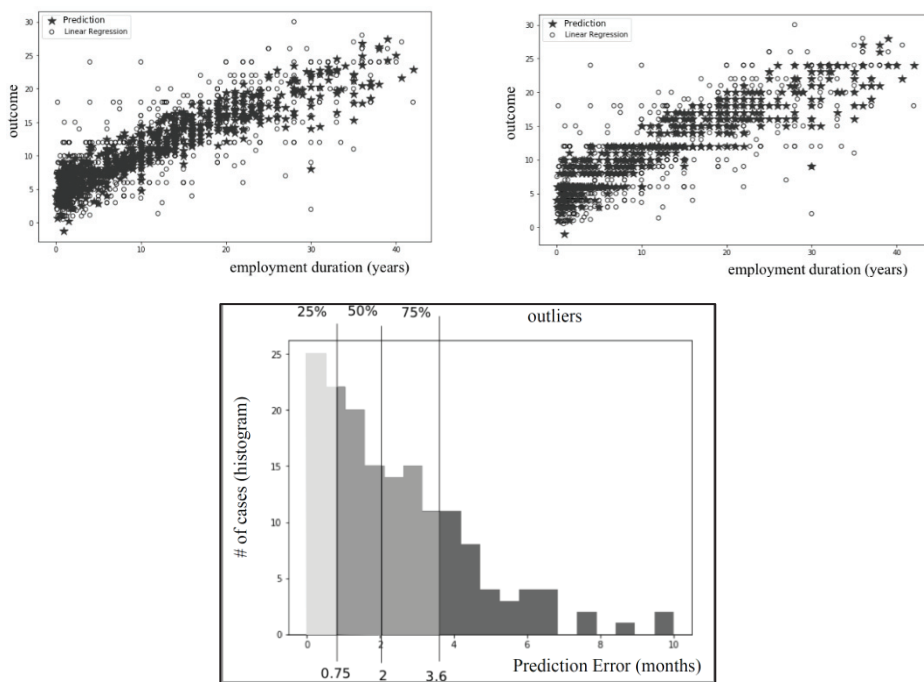 ★ Prediction
○ Linear Regression
outcome
30
25
20
15
10
5
0
0 10 20 30 40
employment duration (years)
★ Prediction
○ Linear Regression
outcome
30
25
20
15
10
5
0
0 10 20 30 40
employment duration (years)
25% 50% 75% outliers
# of cases (histogram)
25
20
15
10
5
0
0 2 4 6 8 10
0.75 2 3.6 Prediction Error (months)